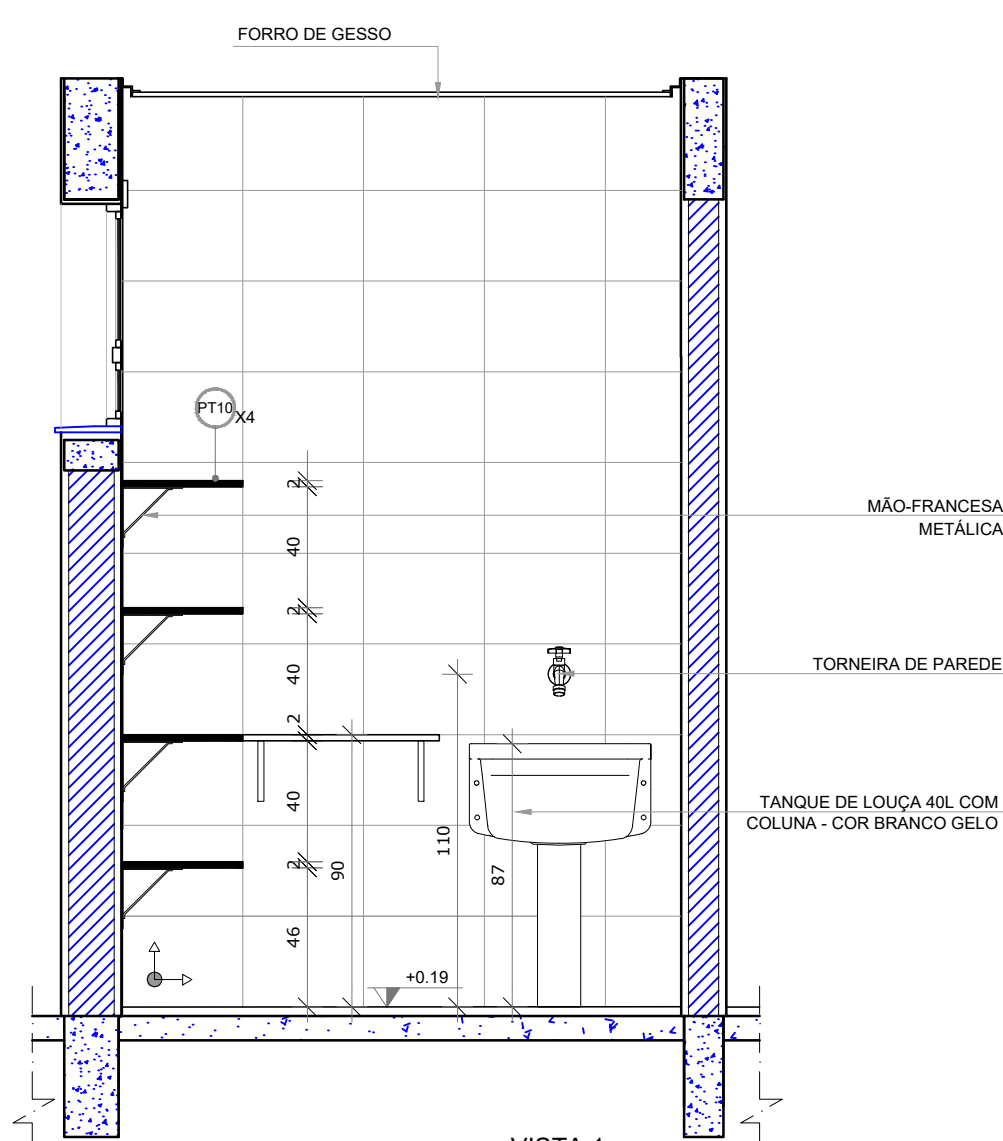 FORRO DE GESSO
PT10
X4
2
MÃO-FRANCESA
METÁLICA
40
2
40
TORNEIRA DE PAREDE
2
40
TANQUE DE LOUÇA 40L COM
COLUNA - COR BRANCO GELO
110
2
90
87
46
+0.19